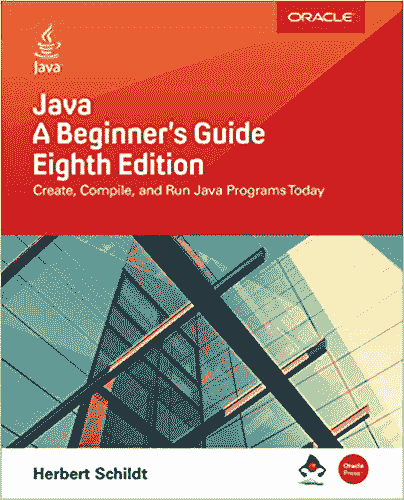 ORACLE
Java
Java
A Beginner's Guide
Eighth Edition
Create, Compile, and Run Java Programs Today
Herbert Schildt
Oracle
Press